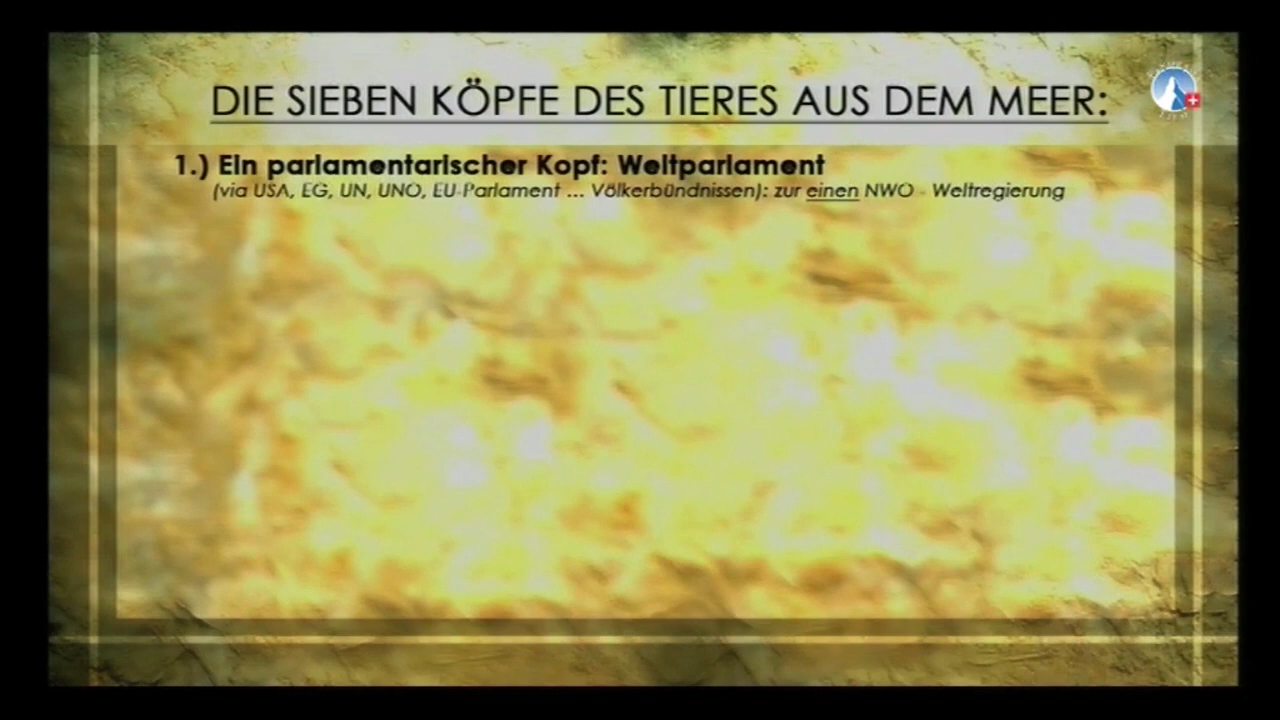 DIE SIEBEN KÖPFE DES TIERES AUS DEM MEER:
1.) Ein parlamentarischer Kopf: Weltparlament
(via USA, EG, UN, UNO, EU-Parlament ... Völkerbündnissen): zur einen NWO - Weltregierung